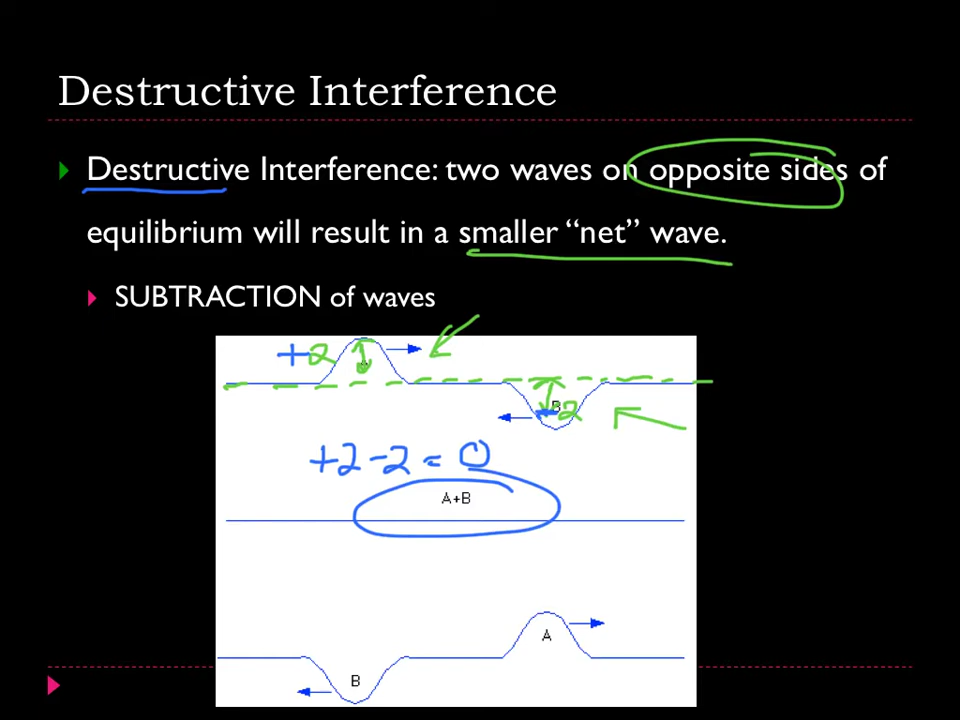 Destructive Interference
Destructive Interference: two waves on opposite sides of
equilibrium will result in a smaller “net” wave.
SUBTRACTION of waves
+2
B
-2
+2-2=0
A+B
A
B